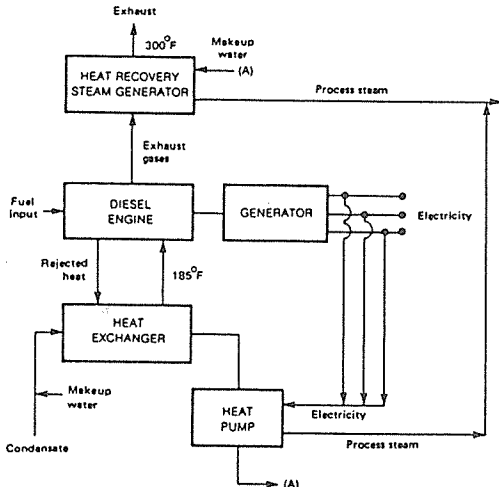 Exhaust
300°F
Makeup
water
(A)
HEAT RECOVERY
STEAM GENERATOR
Process steam
Exhaust
gases
Fuel
input
DIESEL
ENGINE
GENERATOR
Electricity
Rejected
heat
185°F
HEAT
EXCHANGER
Makeup
water
Condensate
HEAT
PUMP
Electricity
Process steam
(A)